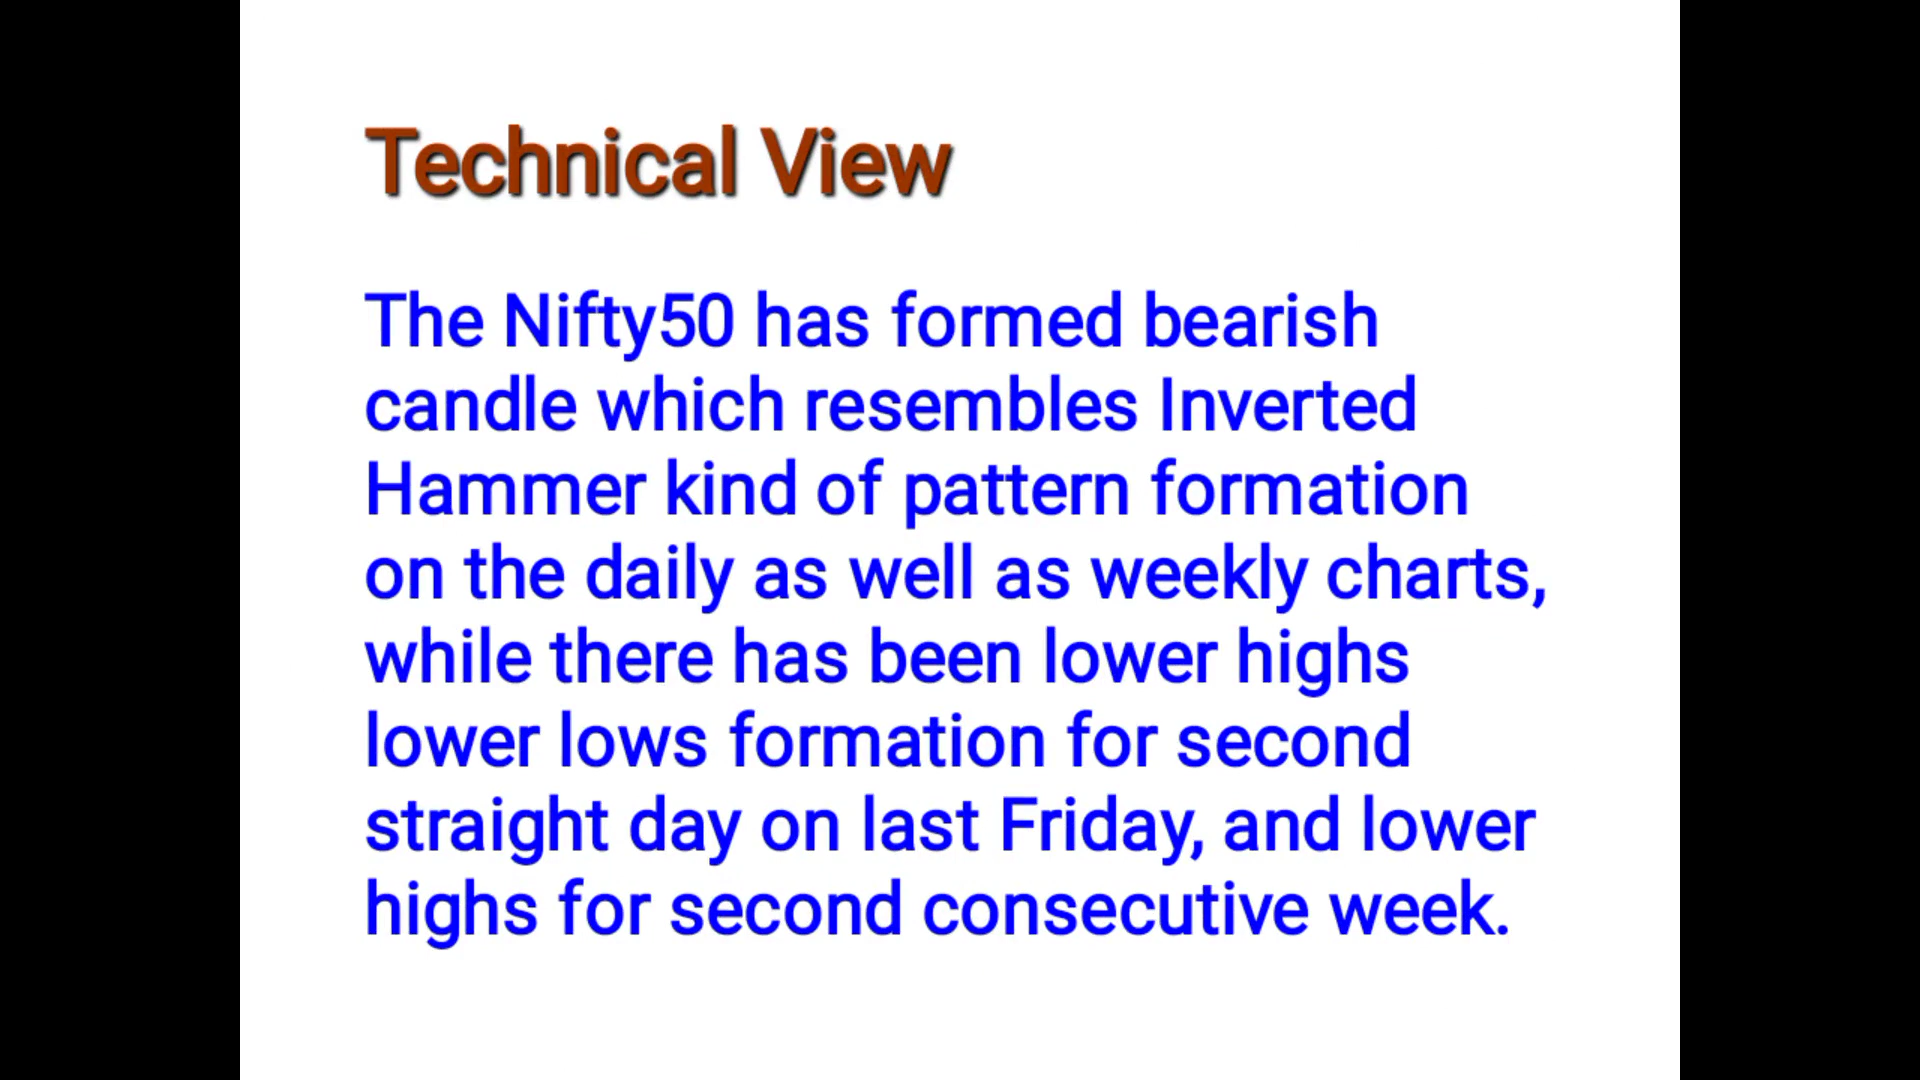 Technical View
The Nifty50 has formed bearish
candle which resembles Inverted
Hammer kind of pattern formation
on the daily as well as weekly charts,
while there has been lower highs
lower lows formation for second
straight day on last Friday, and lower
highs for second consecutive week.